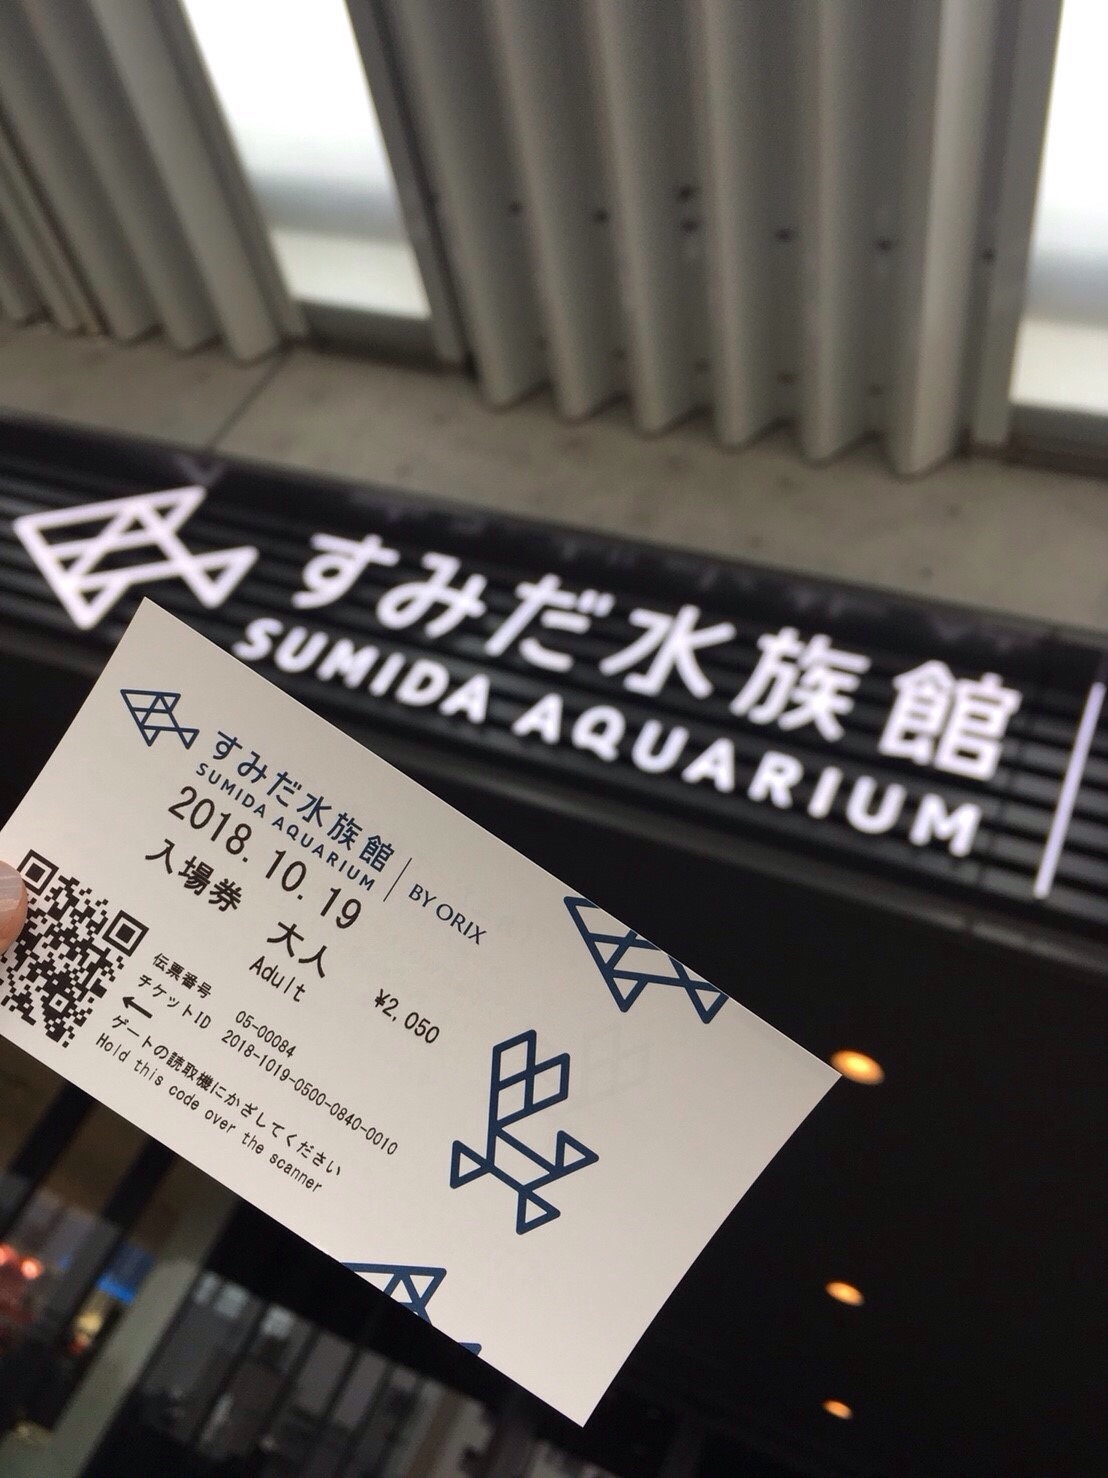 すみだ水族館
SUMIDA AQUARIUM
すみだ水族館
SUMIDA AQUARIUM
BY ORIX
2018.10.19
入場券 大人
Adult
¥2,050
伝票番号 05-00084
チケットID 2018-1019-0500-0840-0010
←
ゲートの読取機にかざしてください
Hold this code over the scanner